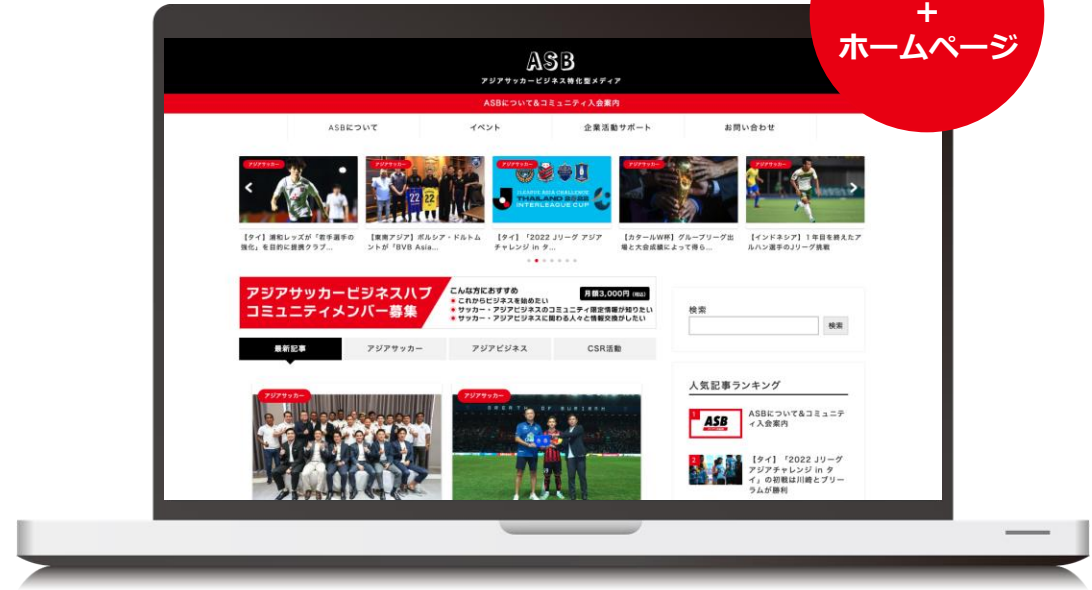 +
ホームページ
ASB
アジアサッカービジネス特化型メディア
ASBについて&コミュニティ入会案内
ASBについて
イベント
企業活動サポート
お問い合わせ
アジアサッカー
アジアサッカー
アジアサッカー
アジアサッカー
アジアサッカー
22
22
J.LEAGUE ASIA CHALLENGE
THAILAND 2022
INTERLEAGUE CUP
【タイ】浦和レッズが「若手選手の
強化」を目的に提携クラブ...
【東南アジア】ボルシア・ドルトム
ントが「BVB Asia...
【タイ】「2022 Jリーグ アジア
チャレンジ in タ...
【カタールW杯】グループリーグ出
場と大会成績によって得ら...
【インドネシア】1年目を終えたア
ルハン選手のJリーグ挑戦
アジアサッカービジネスハブ
コミュニティメンバー募集
こんな方におすすめ
月額3,000円(税込)
これからビジネスを始めたい
サッカー・アジアビジネスのコミュニティ限定情報が知りたい
サッカー・アジアビジネスに関わる人々と情報交換がしたい
検索
検索
最新記事
アジアサッカー
アジアビジネス
CSR活動
人気記事ランキング
アジアサッカー
アジアサッカー
1
ASB
ASBについて&コミュニテ
ィ入会案内
2
【タイ】「2022 Jリーグ
アジアチャレンジ in タ
イ」の初戦は川崎とブリー
ラムが勝利